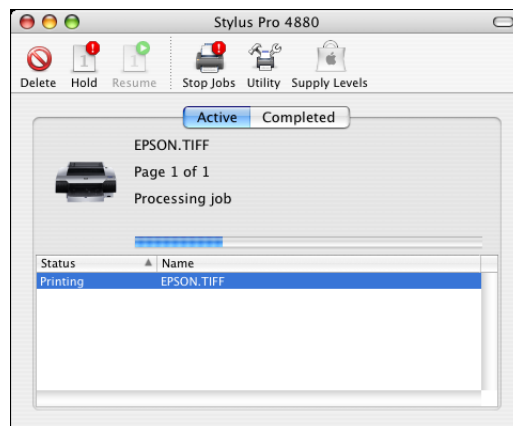 Stylus Pro 4880
Delete Hold Resume Stop Jobs Utility Supply Levels
Active Completed
EPSON.TIFF
Page 1 of 1
Processing job
Status Name
Printing EPSON.TIFF